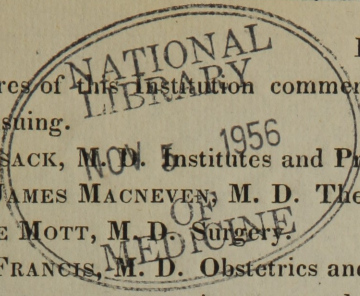 NATIONAL
LIBRARY
of this Institution commen
suing.
NOV 5 1956
SACK, M. D. Institutes and Pr
JAMES MACNEVEN, M. D. The
OF
E MOTT, M. D. Surgery.
MEDICINE
FRANCIS, M. D. Obstetrics and